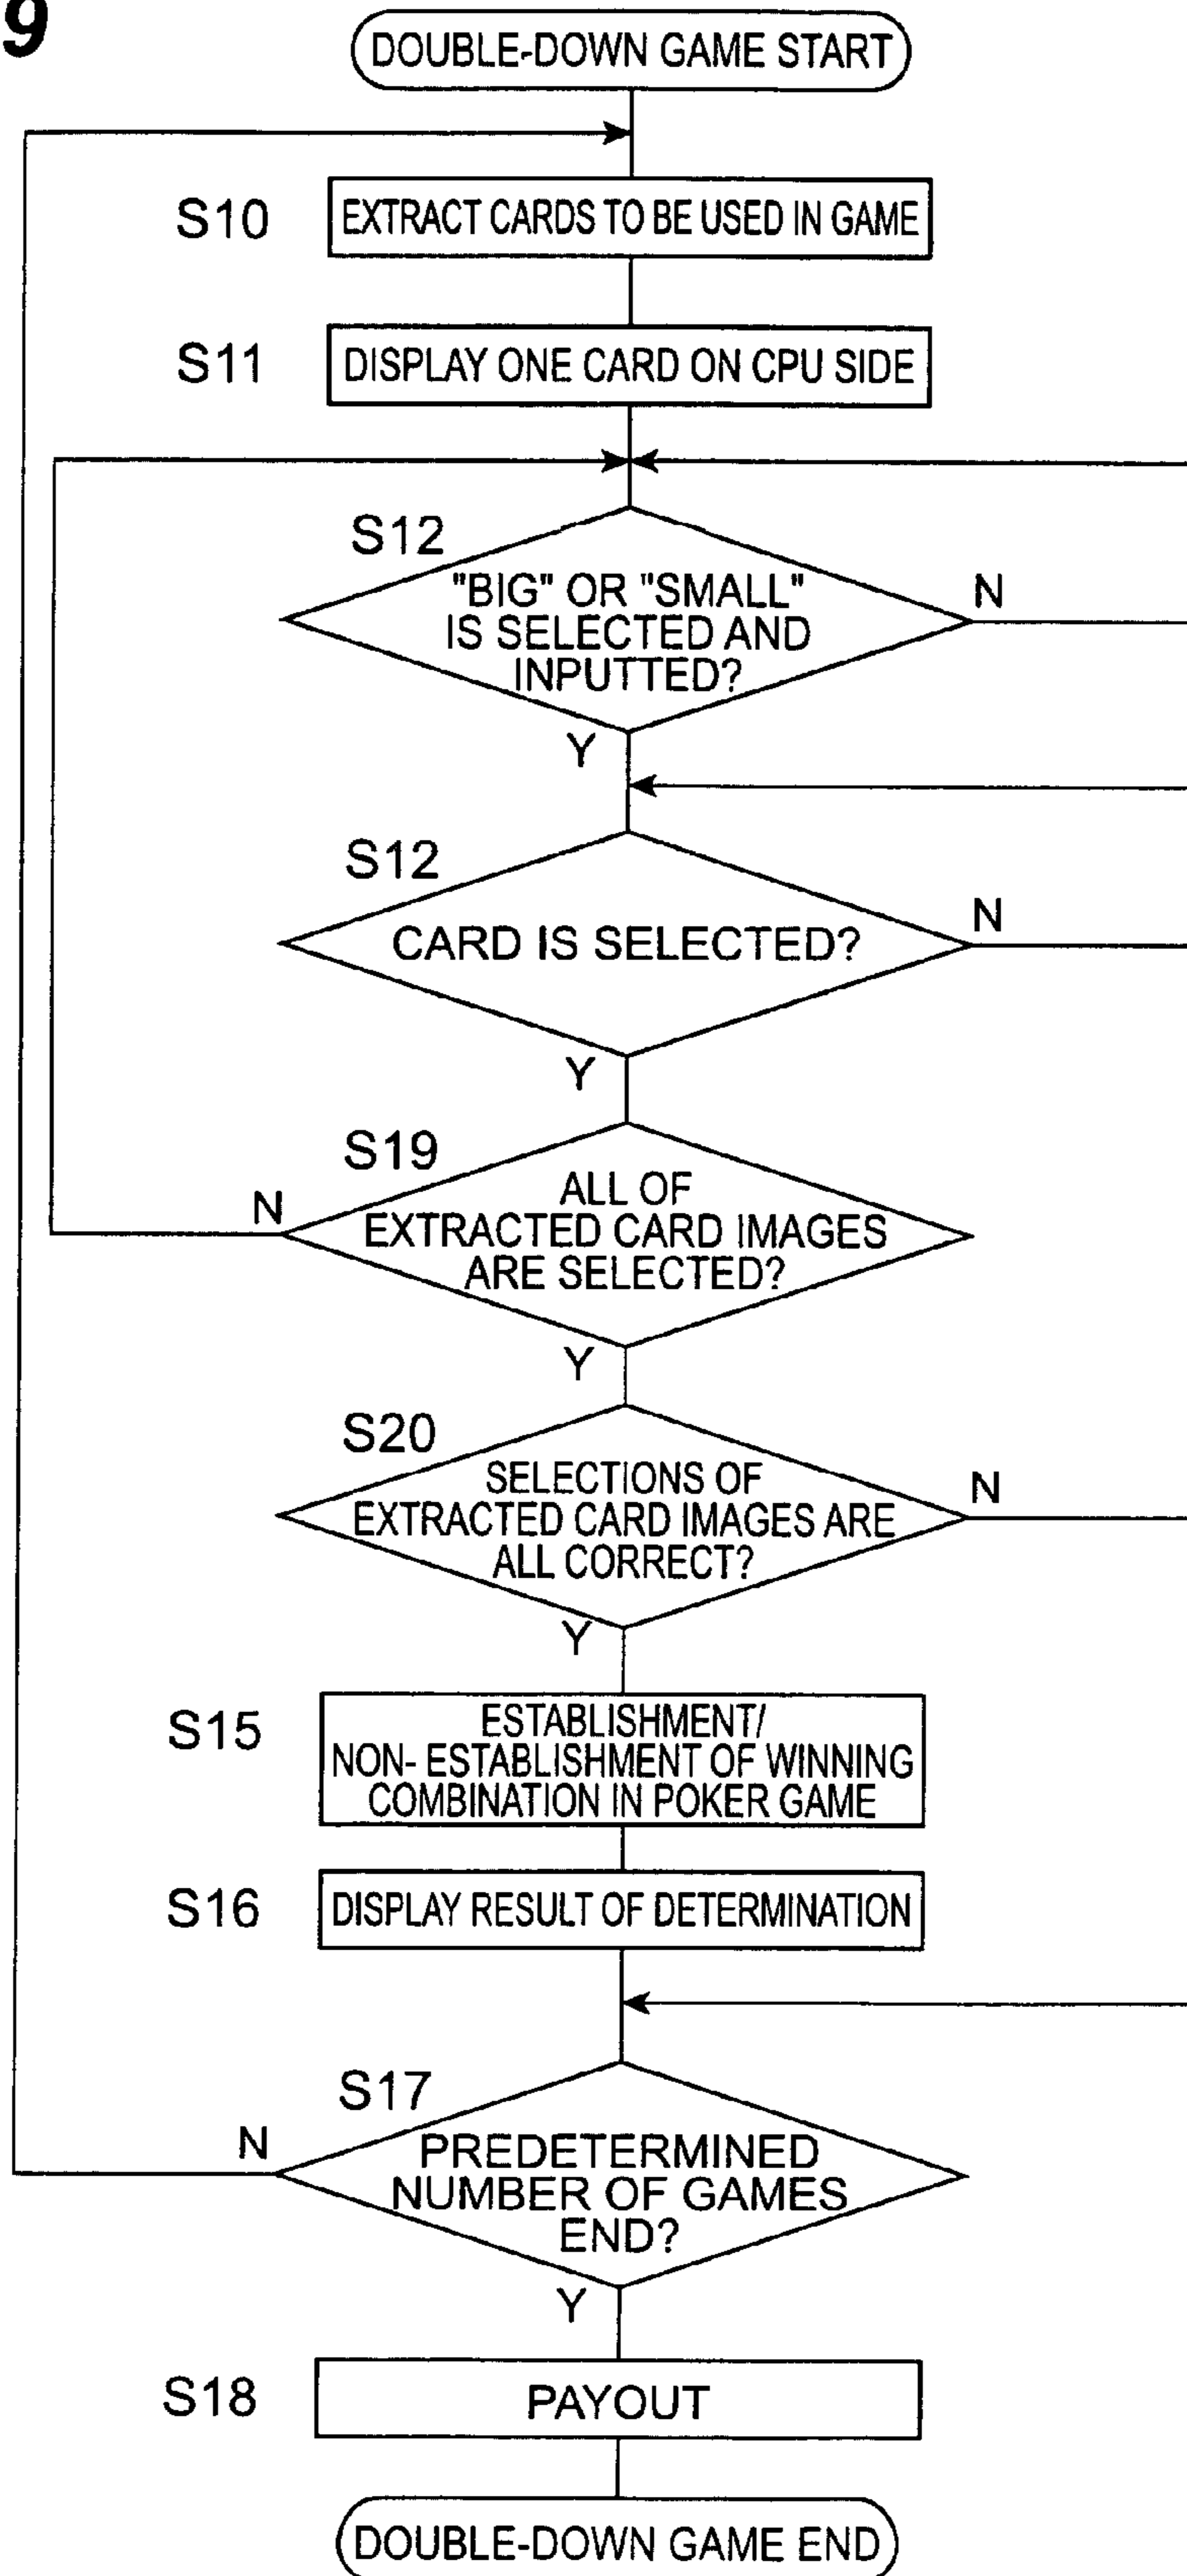 9
DOUBLE-DOWN GAME START
S10
EXTRACT CARDS TO BE USED IN GAME
S11
DISPLAY ONE CARD ON CPU SIDE
S12
"BIG" OR "SMALL"
IS SELECTED AND
INPUTTED?
N
Y
S12
CARD IS SELECTED?
N
Y
S19
ALL OF
EXTRACTED CARD IMAGES
ARE SELECTED?
N
Y
S20
SELECTIONS OF
EXTRACTED CARD IMAGES ARE
ALL CORRECT?
N
Y
S15
ESTABLISHMENT/
NON- ESTABLISHMENT OF WINNING
COMBINATION IN POKER GAME
S16
DISPLAY RESULT OF DETERMINATION
S17
PREDETERMINED
NUMBER OF GAMES
END?
N
Y
S18
PAYOUT
DOUBLE-DOWN GAME END